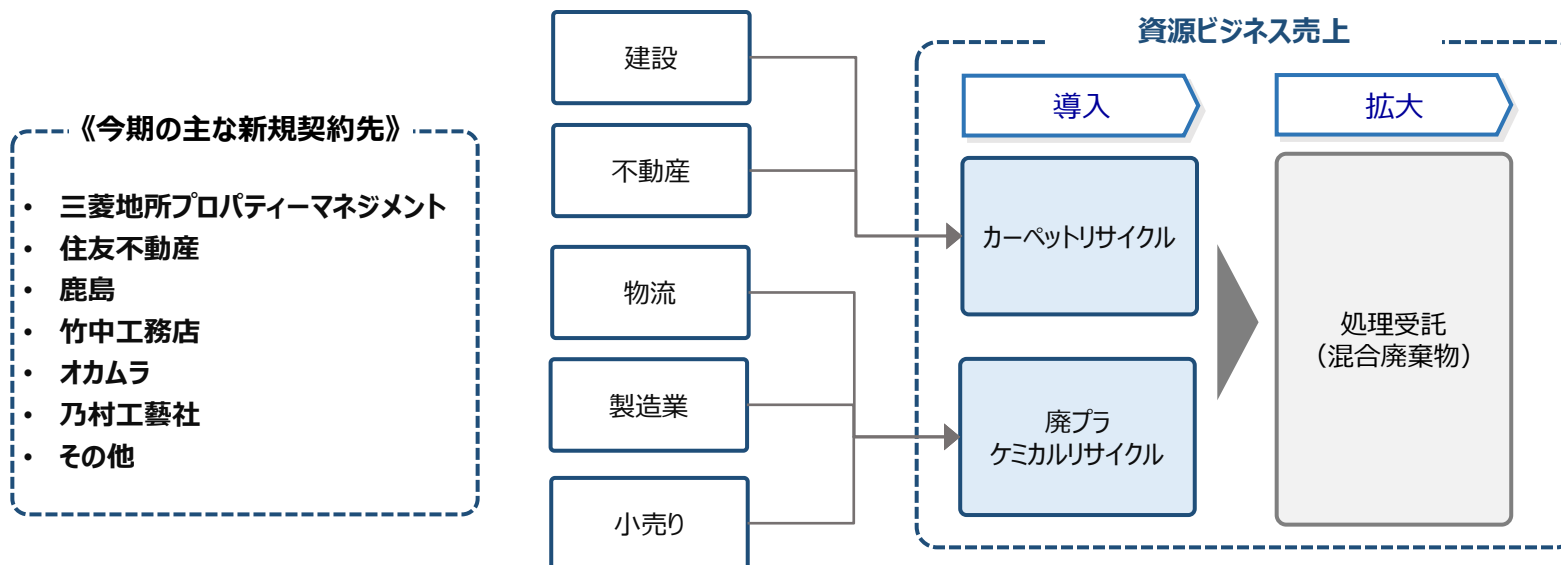 《今期の主な新規契約先》
• 三菱地所プロパティーマネジメント
• 住友不動産
• 鹿島
• 竹中工務店
• オカムラ
• 乃村工藝社
• その他
建設
不動産
物流
製造業
小売り
資源ビジネス売上
導入
拡大
カーペットリサイクル
廃プラ
ケミカルリサイクル
処理受託
（混合廃棄物）